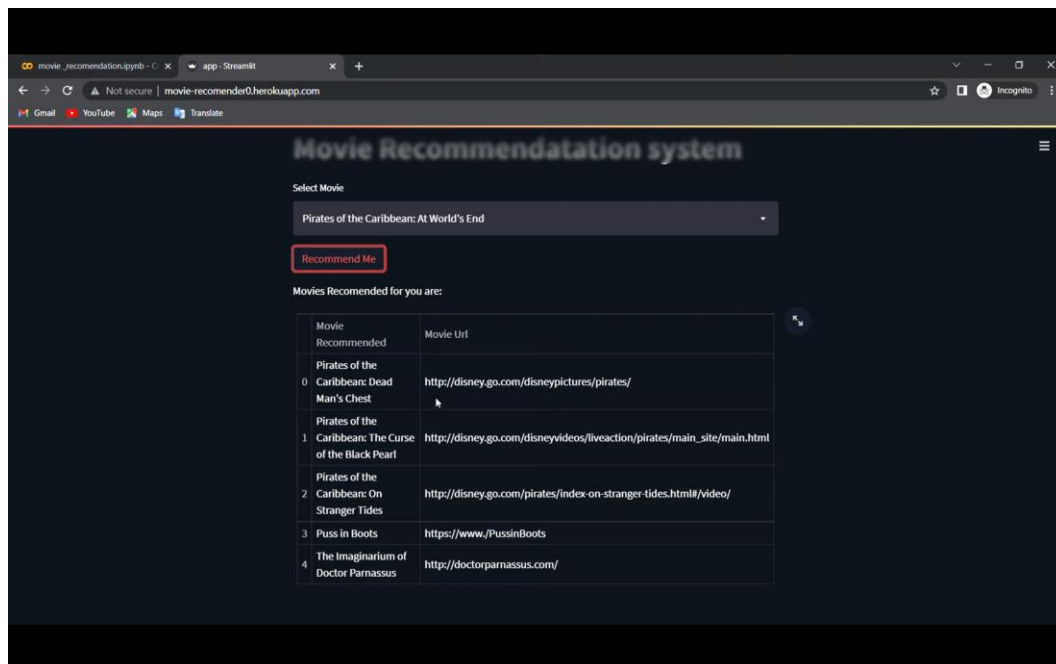 movie _recomendation.ipynb - C
app · Streamlit
Not secure | movie-recomender0.herokuapp.com
Incognito
Gmail YouTube Maps Translate
Movie Recommendatation system
Select Movie
Pirates of the Caribbean: At World's End
Recommend Me
Movies Recomended for you are:
Movie
Recommended
Movie Url
0
Pirates of the
Caribbean: Dead
Man's Chest
http://disney.go.com/disneypictures/pirates/
1
Pirates of the
Caribbean: The Curse
of the Black Pearl
http://disney.go.com/disneyvideos/liveaction/pirates/main_site/main.html
2
Pirates of the
Caribbean: On
Stranger Tides
http://disney.go.com/pirates/index-on-stranger-tides.html#/video/
3 Puss in Boots https://www./PussinBoots
4
The Imaginarium of
Doctor Parnassus
http://doctorparnassus.com/